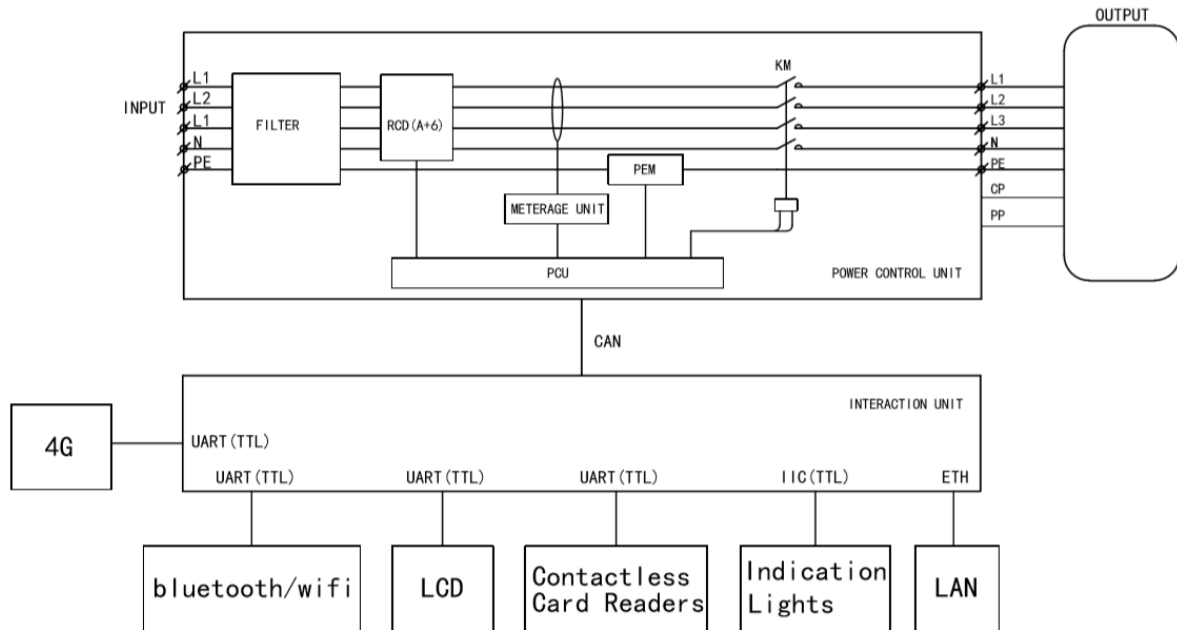 OUTPUT
KM
L1
L1
INPUT
L2
L2
FILTER
RCD(A+6)
L1
L3
N
N
PE
PEM
PE
CP
METERAGE UNIT
PP
PCU
POWER CONTROL UNIT
CAN
INTERACTION UNIT
4G
UART(TTL)
UART(TTL)
UART(TTL)
UART(TTL)
IIC(TTL)
ETH
bluetooth/wifi
LCD
Contactless
Card Readers
Indication
Lights
LAN